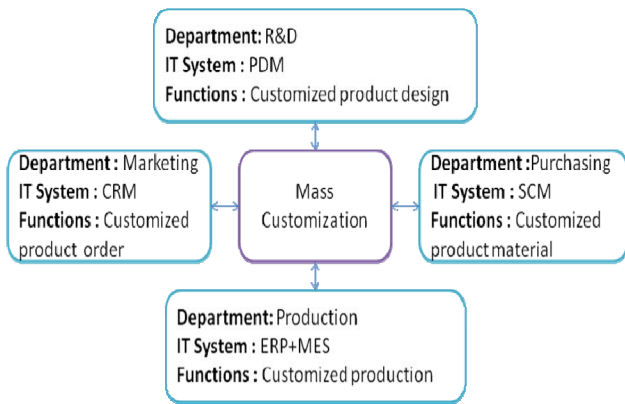 Department: R&D
IT System : PDM
Functions : Customized product design
Department : Marketing
IT System : CRM
Functions : Customized
product order
Mass
Customization
Department :Purchasing
IT System : SCM
Functions : Customized
product material
Department: Production
IT System : ERP+MES
Functions : Customized production